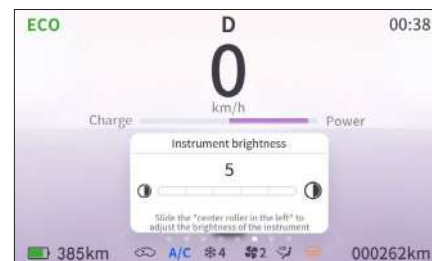 ECO D 00:38
0
km/h
Charge Power
Instrument brightness
5
Slide the "center roller in the left" to
adjust the brightness of the instrument
385km A/C 4 2 000262km